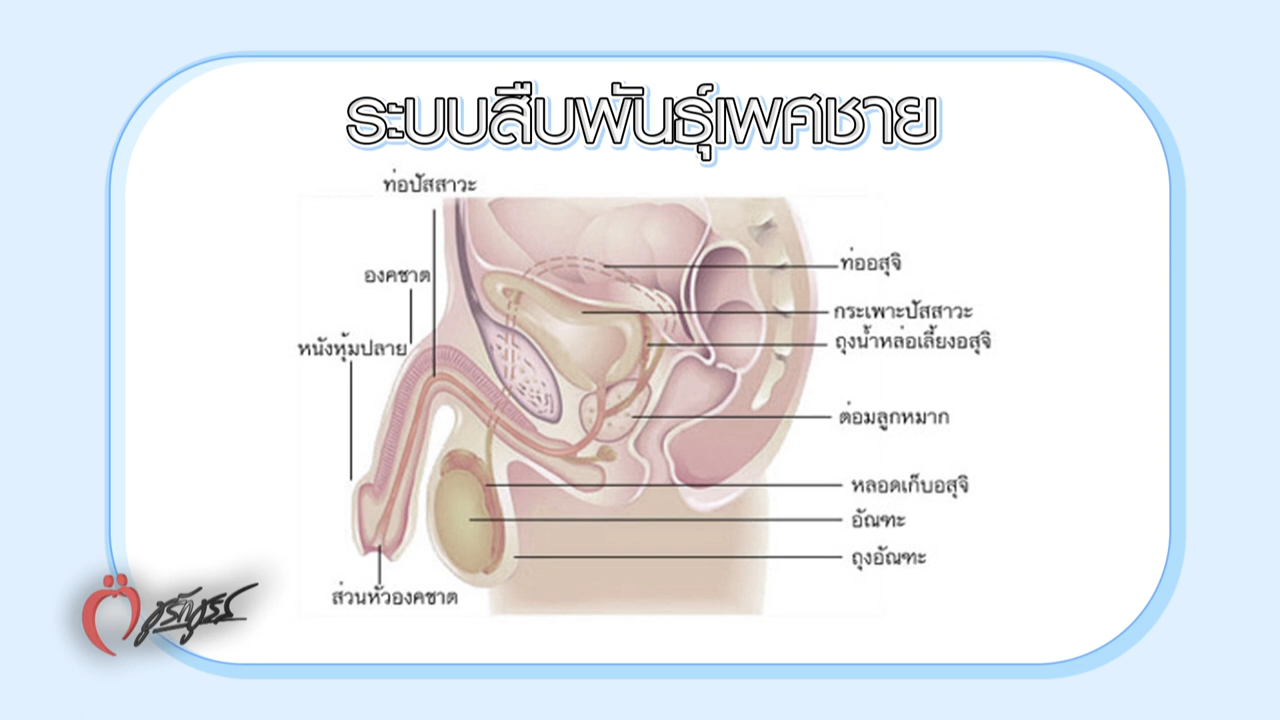 ระบบสืบพันธุ์เพศชาย
ท่อปัสสาวะ
องคชาต
หนังหุ้มปลาย
ส่วนหัวองคชาต
ท่ออสุจิ
กระเพาะปัสสาวะ
ถุงน้ำหล่อเลี้ยงอสุจิ
ต่อมลูกหมาก
หลอดเก็บอสุจิ
อัณฑะ
ถุงอัณฑะ